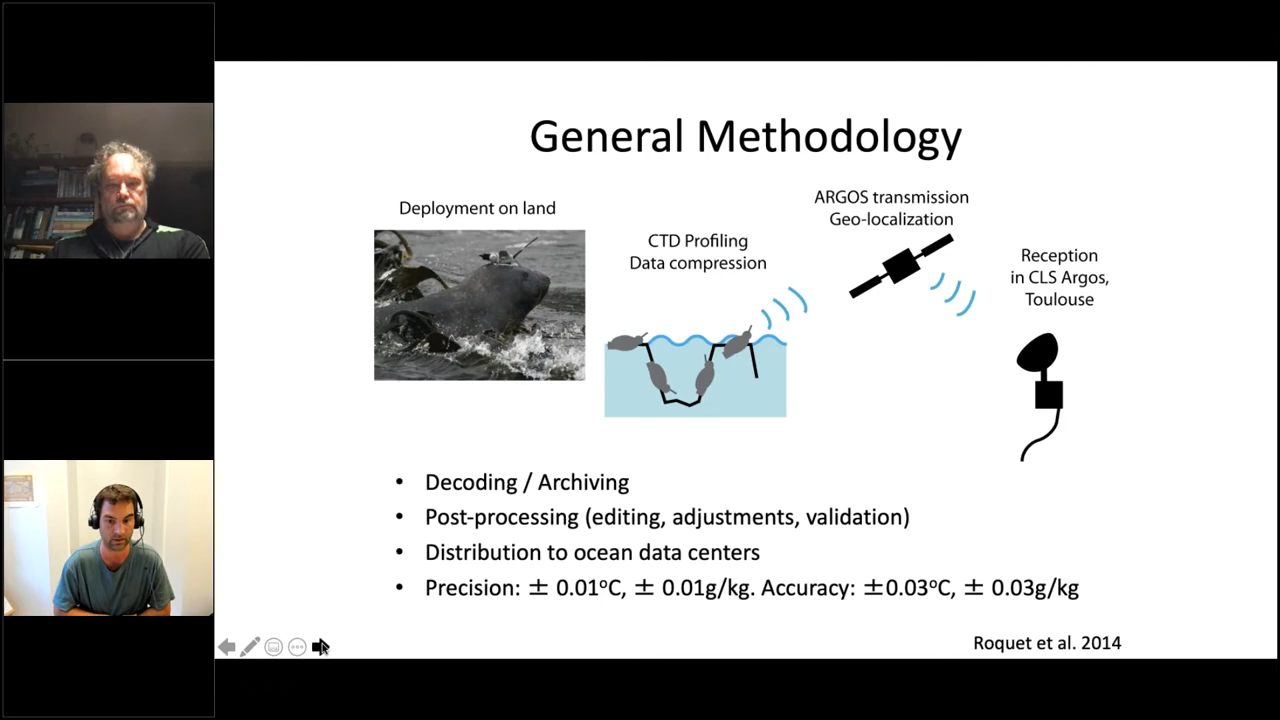 General Methodology
Deployment on land
CTD Profiling
Data compression
ARGOS transmission
Geo-localization
Reception
in CLS Argos,
Toulouse
• Decoding / Archiving
• Post-processing (editing, adjustments, validation)
• Distribution to ocean data centers
• Precision: ± 0.01°C, ± 0.01g/kg. Accuracy: ±0.03°C, ± 0.03g/kg
Roquet et al. 2014